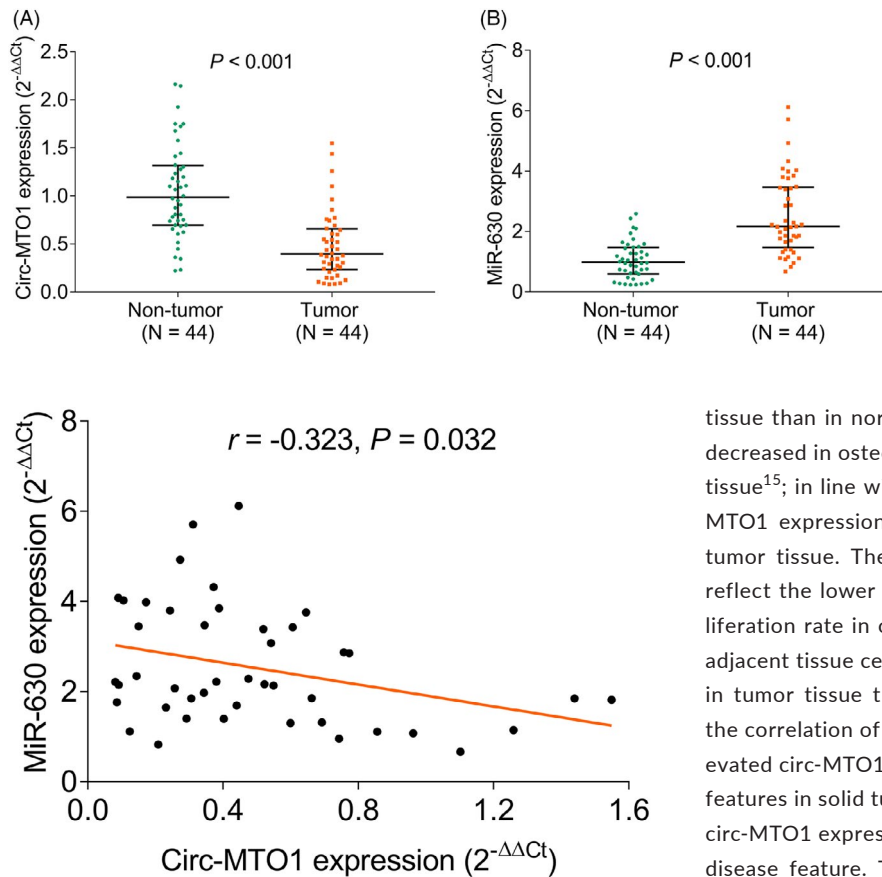 (A)
P < 0.001
Circ-MTO1 expression (2^-ΔΔCt)
2.5
2.0
1.5
1.0
0.5
0.0
Non-tumor
(N = 44)
Tumor
(N = 44)
(B)
P < 0.001
MiR-630 expression (2^-ΔΔCt)
8
6
4
2
0
Non-tumor
(N = 44)
Tumor
(N = 44)
r = -0.323, P = 0.032
MiR-630 expression (2^-ΔΔCt)
8
6
4
2
0
0.0 0.4 0.8 1.2 1.6
Circ-MTO1 expression (2^-ΔΔCt)
tissue than in nor
decreased in oste
tissue15; in line w
MTO1 expression
tumor tissue. The
reflect the lower
liferation rate in c
adjacent tissue ce
in tumor tissue t
the correlation of
evated circ-MTO1
features in solid tu
circ-MTO1 expres
disease feature. T